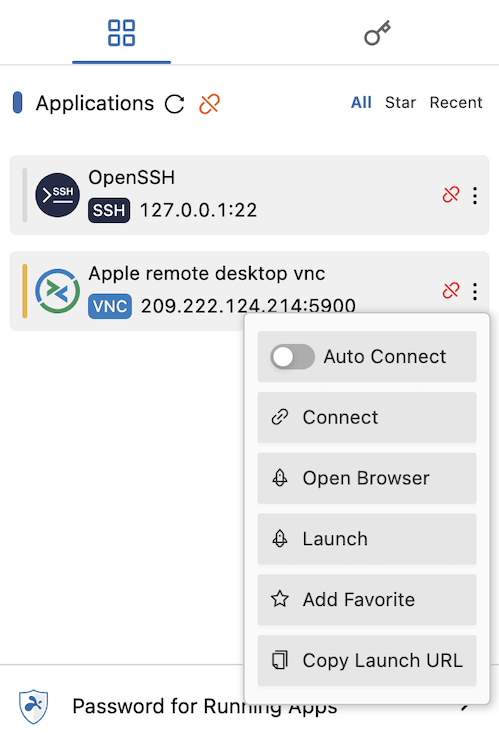 Applications All Star Recent
OpenSSH
SSH
SSH 127.0.0.1:22
Apple remote desktop vnc
VNC 209.222.124.214:5900
Auto Connect
Connect
Open Browser
Launch
Add Favorite
Copy Launch URL
Password for Running Apps